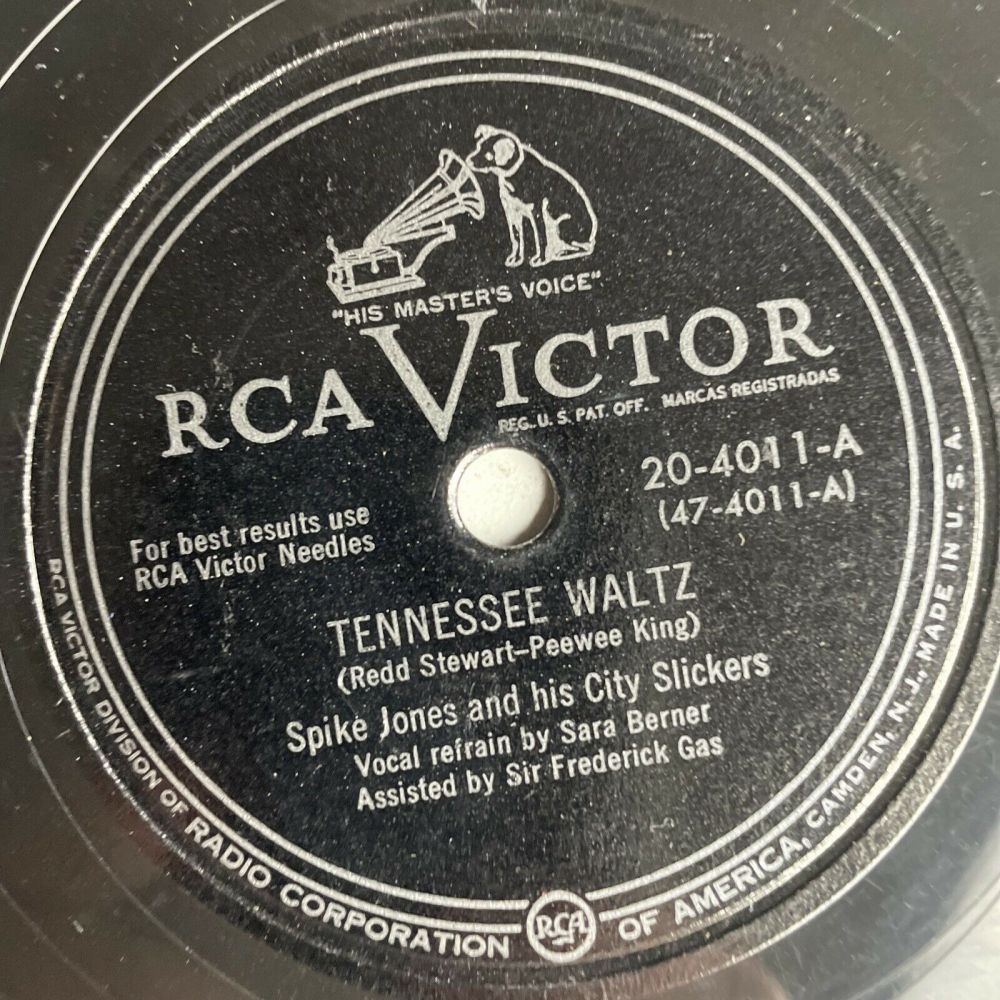 "HIS MASTER'S VOICE"
RCA VICTOR
REG. U. S. PAT. OFF. MARCAS REGISTRADAS
20-4011-A
(47-4011-A)
For best results use
RCA Victor Needles
TENNESSEE WALTZ
(Redd Stewart-Peewee King)
Spike Jones and his City Slickers
Vocal refrain by Sara Berner
Assisted by Sir Frederick Gas
RCA VICTOR DIVISION OF RADIO CORPORATION RCA OF AMERICA, CAMDEN, N. J., MADE IN U. S. A.